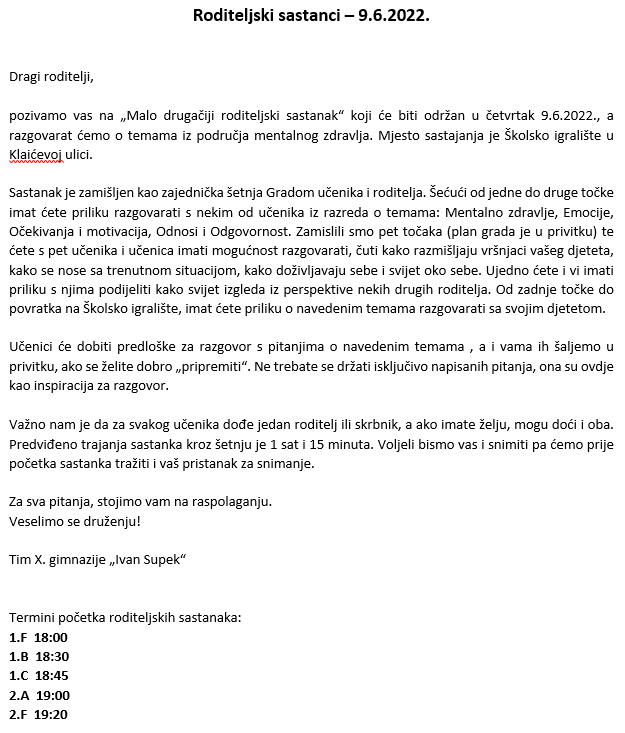 Roditeljski sastanci – 9.6.2022.
Dragi roditelji,
pozivamo vas na „Malo drugačiji roditeljski sastanak“ koji će biti održan u četvrtak 9.6.2022., a
razgovarat ćemo o temama iz područja mentalnog zdravlja. Mjesto sastajanja je Školsko igralište u
Klaićevoj ulici.
Sastanak je zamišljen kao zajednička šetnja Gradom učenika i roditelja. Šećući od jedne do druge točke
imat ćete priliku razgovarati s nekim od učenika iz razreda o temama: Mentalno zdravlje, Emocije,
Očekivanja i motivacija, Odnosi i Odgovornost. Zamislili smo pet točaka (plan grada je u privitku) te
ćete s pet učenika i učenica imati mogućnost razgovarati, čuti kako razmišljaju vršnjaci vašeg djeteta,
kako se nose sa trenutnom situacijom, kako doživljavaju sebe i svijet oko sebe. Ujedno ćete i vi imati
priliku s njima podijeliti kako svijet izgleda iz perspektive nekih drugih roditelja. Od zadnje točke do
povratka na Školsko igralište, imat ćete priliku o navedenim temama razgovarati sa svojim djetetom.
Učenici će dobiti predloške za razgovor s pitanjima o navedenim temama , a i vama ih šaljemo u
privitku, ako se želite dobro „pripremiti“. Ne trebate se držati isključivo napisanih pitanja, ona su ovdje
kao inspiracija za razgovor.
Važno nam je da za svakog učenika dođe jedan roditelj ili skrbnik, a ako imate želju, mogu doći i oba.
Predviđeno trajanja sastanka kroz šetnju je 1 sat i 15 minuta. Voljeli bismo vas i snimiti pa ćemo prije
početka sastanka tražiti i vaš pristanak za snimanje.
Za sva pitanja, stojimo vam na raspolaganju.
Veselimo se druženju!
Tim X. gimnazije „Ivan Supek“
Termini početka roditeljskih sastanaka:
1.F 18:00
1.B 18:30
1.C 18:45
2.A 19:00
2.F 19:20